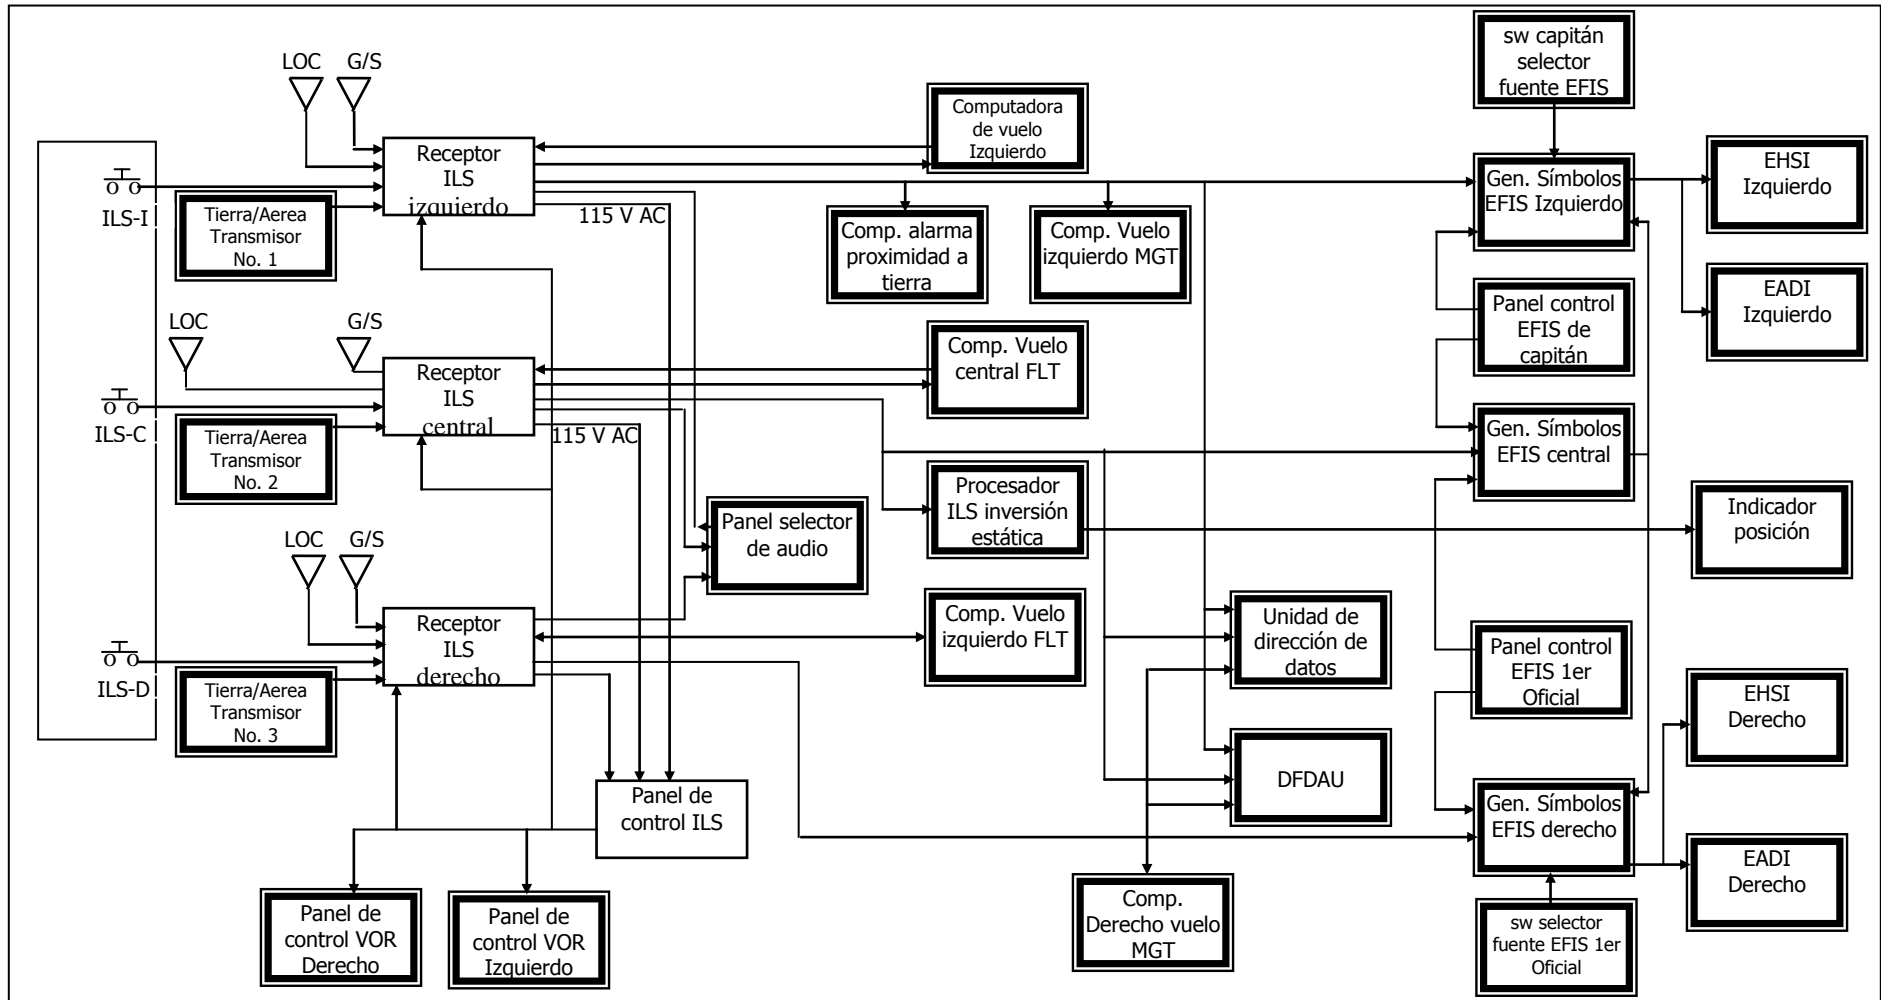 sw capitán
selector
fuente EFIS
LOC
G/S
Computadora
de vuelo
Izquierdo
Receptor
ILS
izquierdo
EHSI
Izquierdo
Gen. Símbolos
EFIS Izquierdo
ILS-I
Tierra/Aerea
Transmisor
No. 1
115 V AC
Comp. alarma
proximidad a
tierra
Comp. Vuelo
izquierdo MGT
EADI
Izquierdo
Panel control
EFIS de
capitán
LOC
G/S
Comp. Vuelo
central FLT
Receptor
ILS
central
ILS-C
Tierra/Aerea
Transmisor
No. 2
115 V AC
Gen. Símbolos
EFIS central
Procesador
ILS inversión
estática
Indicador
posición
Panel selector
de audio
LOC
G/S
Receptor
ILS
derecho
Comp. Vuelo
izquierdo FLT
Unidad de
dirección de
datos
Panel control
EFIS 1er
Oficial
ILS-D
Tierra/Aerea
Transmisor
No. 3
EHSI
Derecho
DFDAU
Panel de
control ILS
Gen. Símbolos
EFIS derecho
EADI
Derecho
Panel de
control VOR
Derecho
Panel de
control VOR
Izquierdo
Comp.
Derecho vuelo
MGT
sw selector
fuente EFIS 1er
Oficial